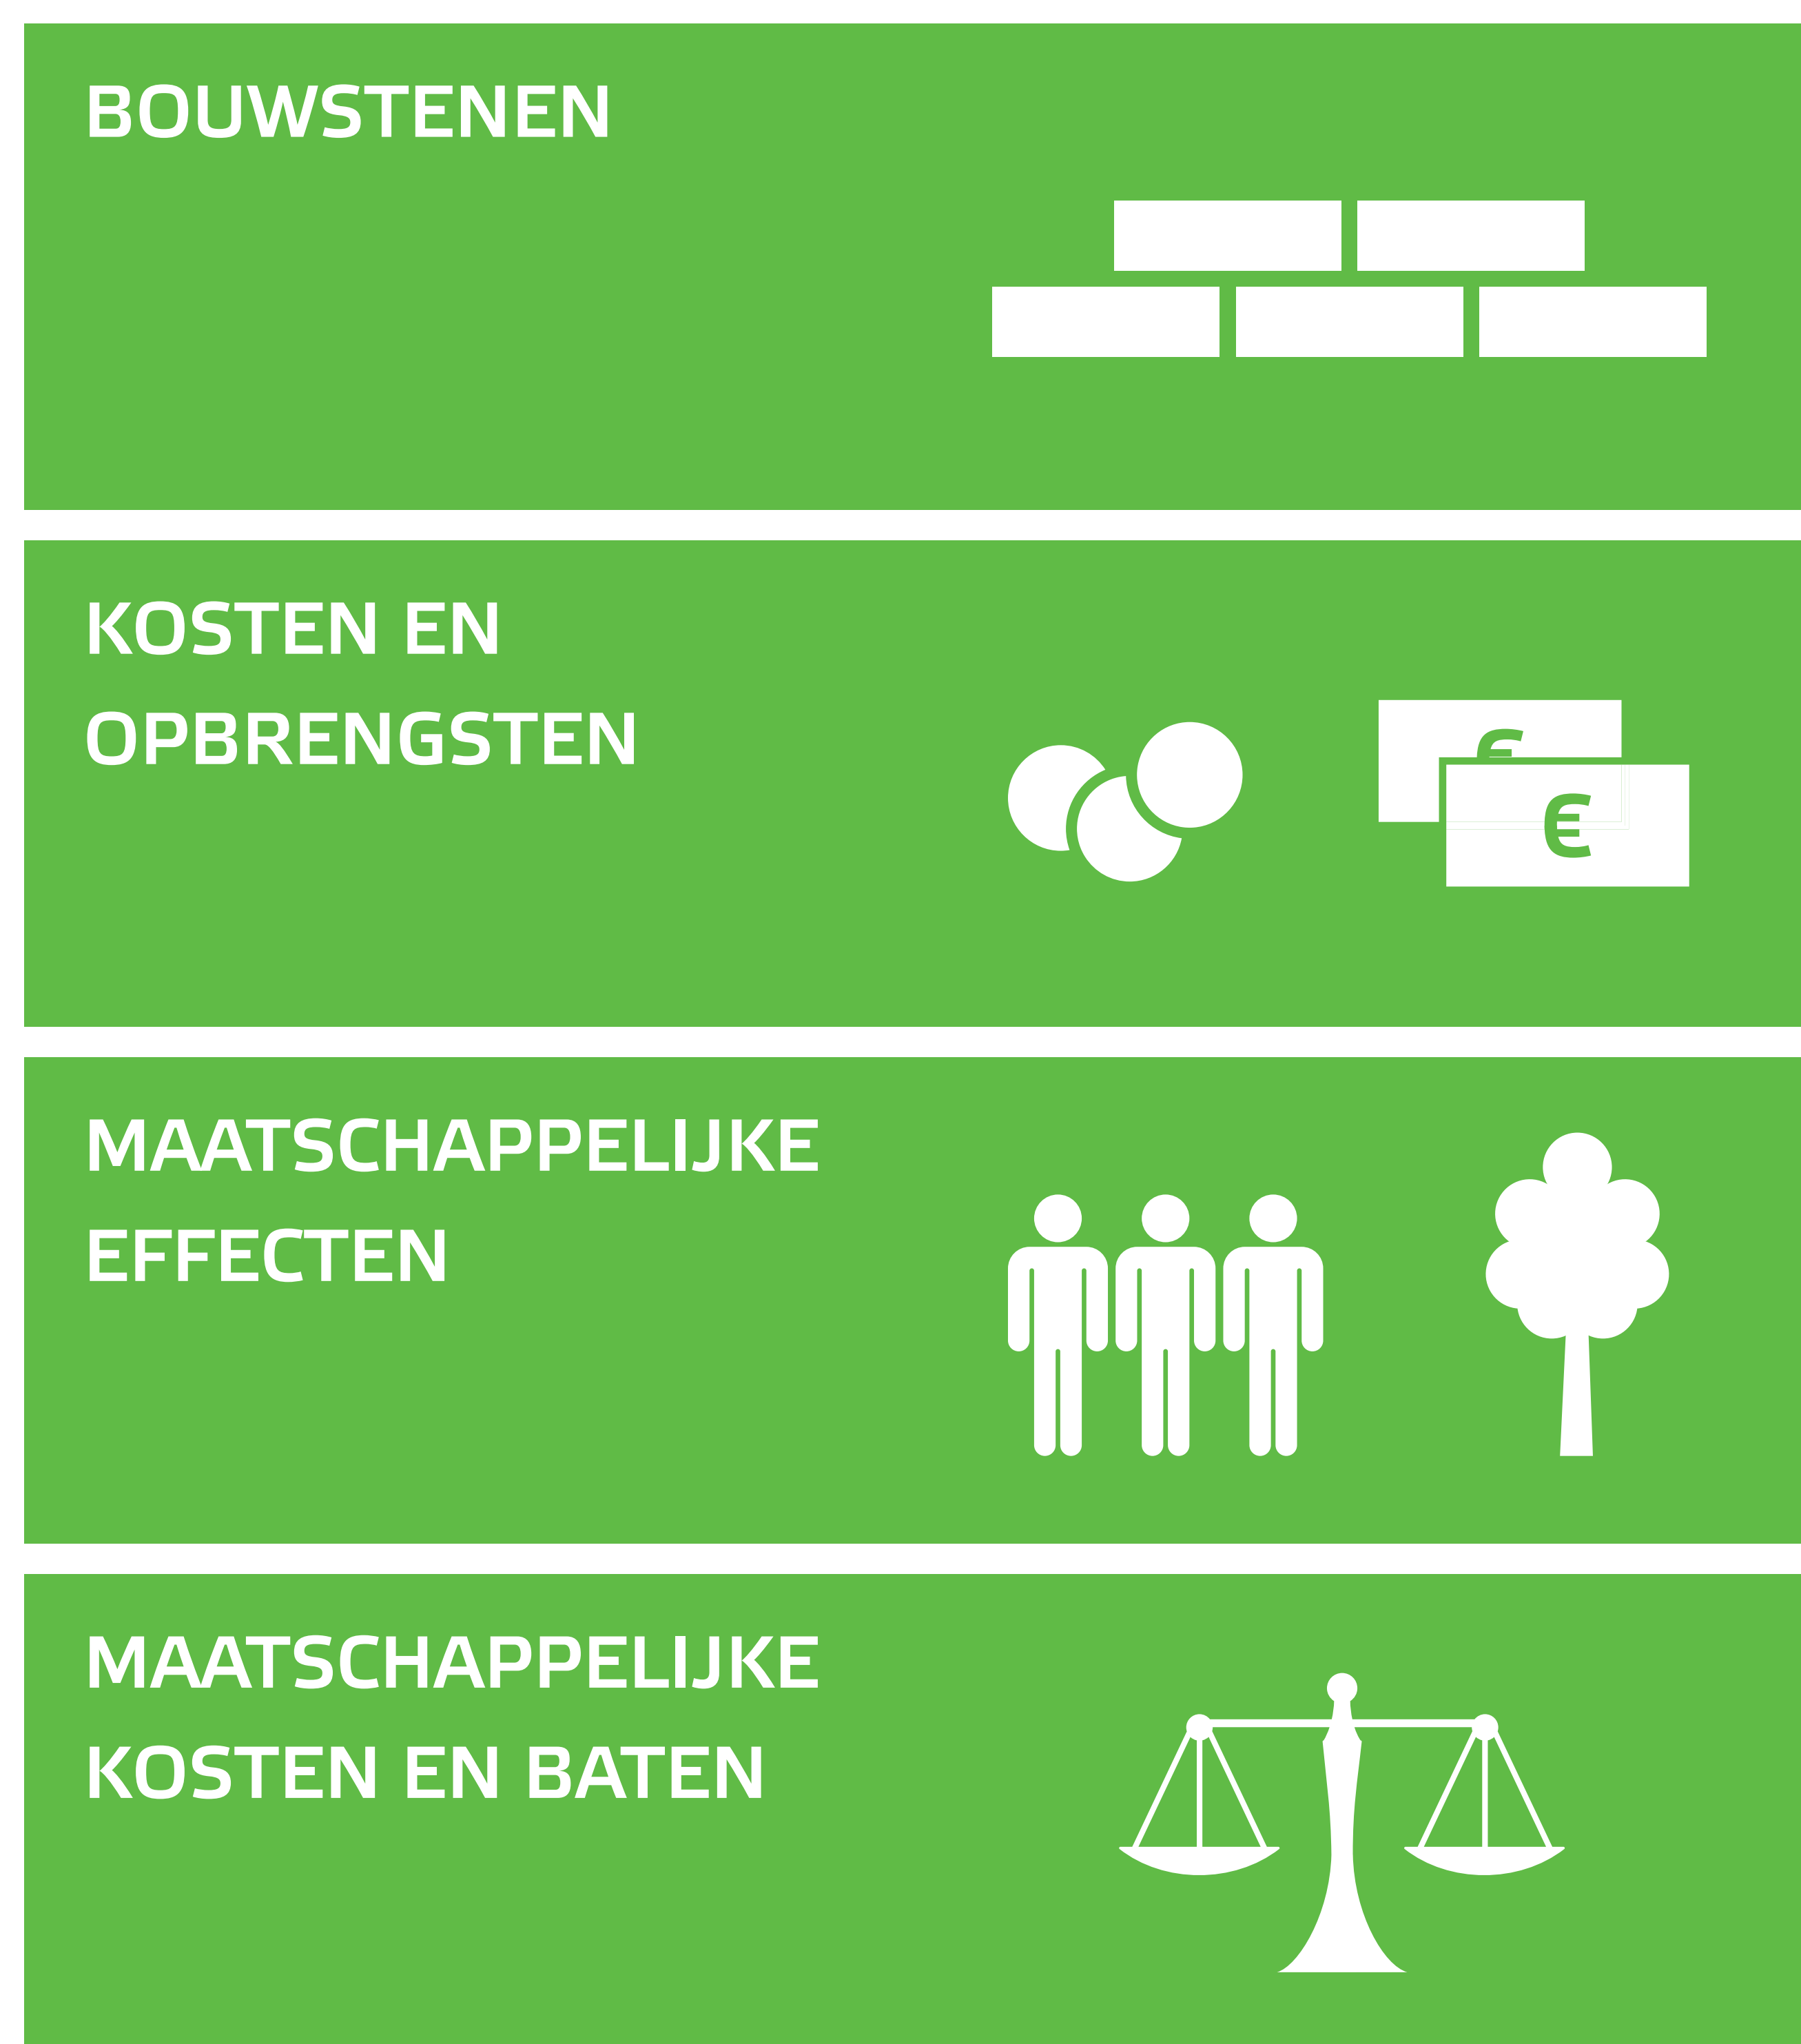 BOUWSTENEN
KOSTEN EN
OPBRENGSTEN
€
€
MAATSCHAPPELIJKE
EFFECTEN
MAATSCHAPPELIJKE
KOSTEN EN BATEN